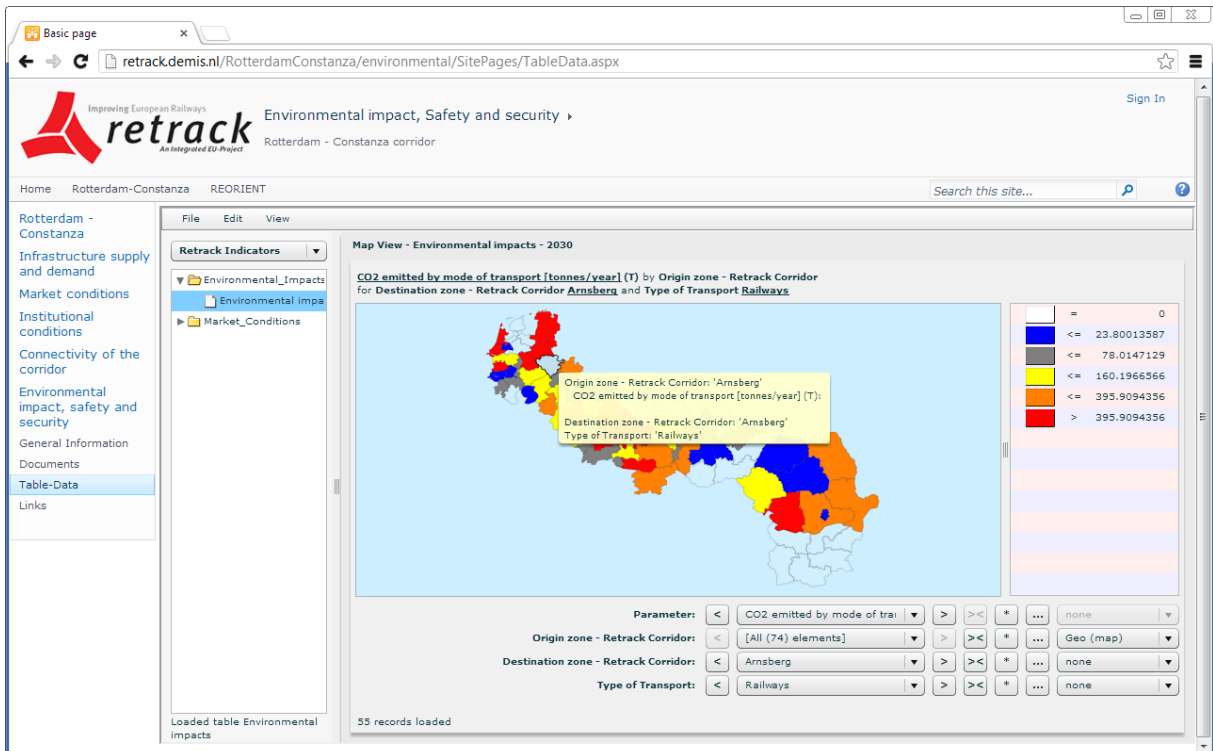 Basic page
retrack.demis.nl/RotterdamConstanza/environmental/SitePages/TableData.aspx
Improving European Railways
retrack
An Integrated EU-Project
Environmental impact, Safety and security
Rotterdam - Constanza corridor
Sign In
Home Rotterdam-Constanza REORIENT
Search this site...
?
Rotterdam -
Constanza
Infrastructure supply
and demand
Market conditions
Institutional
conditions
Connectivity of the
corridor
Environmental
impact, safety and
security
General Information
Documents
Table-Data
Links
File Edit View
Retrack Indicators
Environmental_Impacts
Environmental impa
Market_Conditions
Loaded table Environmental
impacts
Map View - Environmental impacts - 2030
CO2 emitted by mode of transport [tonnes/year] (T) by Origin zone - Retrack Corridor
for Destination zone - Retrack Corridor Arnsberg and Type of Transport Railways
Origin zone - Retrack Corridor: 'Arnsberg'
CO2 emitted by mode of transport [tonnes/year] (T):
Destination zone - Retrack Corridor: 'Arnsberg'
Type of Transport: 'Railways'
= 0
<= 23.80013587
<= 78.0147129
<= 160.1966566
<= 395.9094356
> 395.9094356
Parameter: < CO2 emitted by mode of trai > >< * ... none
Origin zone - Retrack Corridor: < [All (74) elements] > >< * ... Geo (map)
Destination zone - Retrack Corridor: < Arnsberg > >< * ... none
Type of Transport: < Railways > >< * ... none
55 records loaded